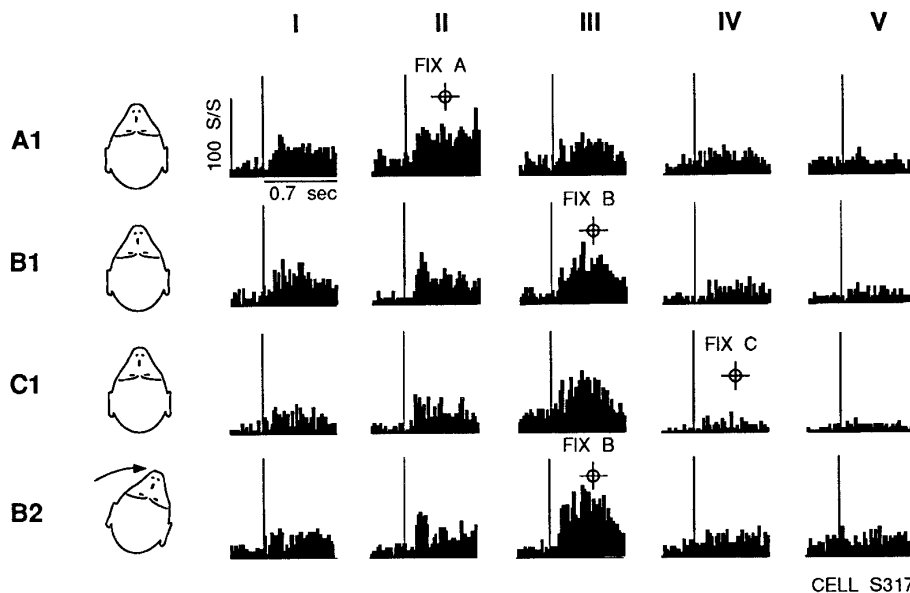 I II III IV V
FIX A
A1
100 S/S
0.7 sec
FIX B
B1
FIX C
C1
FIX B
B2
CELL S317